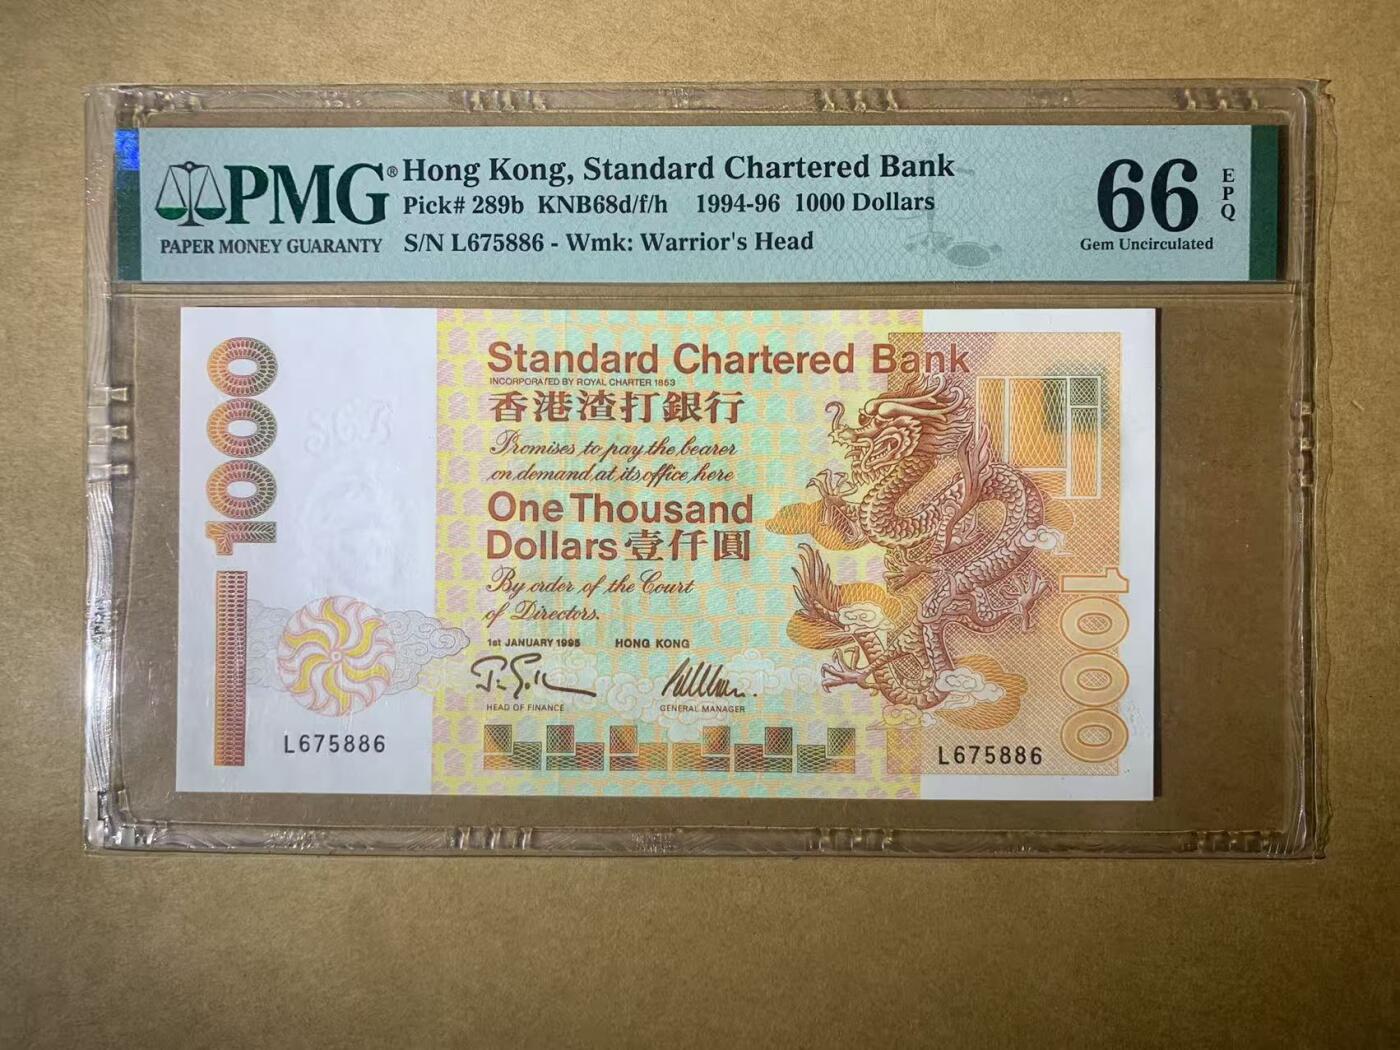 PMG®
PAPER MONEY GUARANTY
Hong Kong, Standard Chartered Bank
Pick# 289b KNB68d/f/h 1994-96 1000 Dollars
S/N L675886 - Wmk: Warrior's Head
66
EPQ
Gem Uncirculated
1000
Standard Chartered Bank
INCORPORATED BY ROYAL CHARTER 1853
香港渣打銀行
Promises to pay the bearer
on demand at its office here
One Thousand
Dollars 壹仟圓
By order of the Court
of Directors.
1st JANUARY 1995 HONG KONG
HEAD OF FINANCE GENERAL MANAGER
L675886
L675886
1000